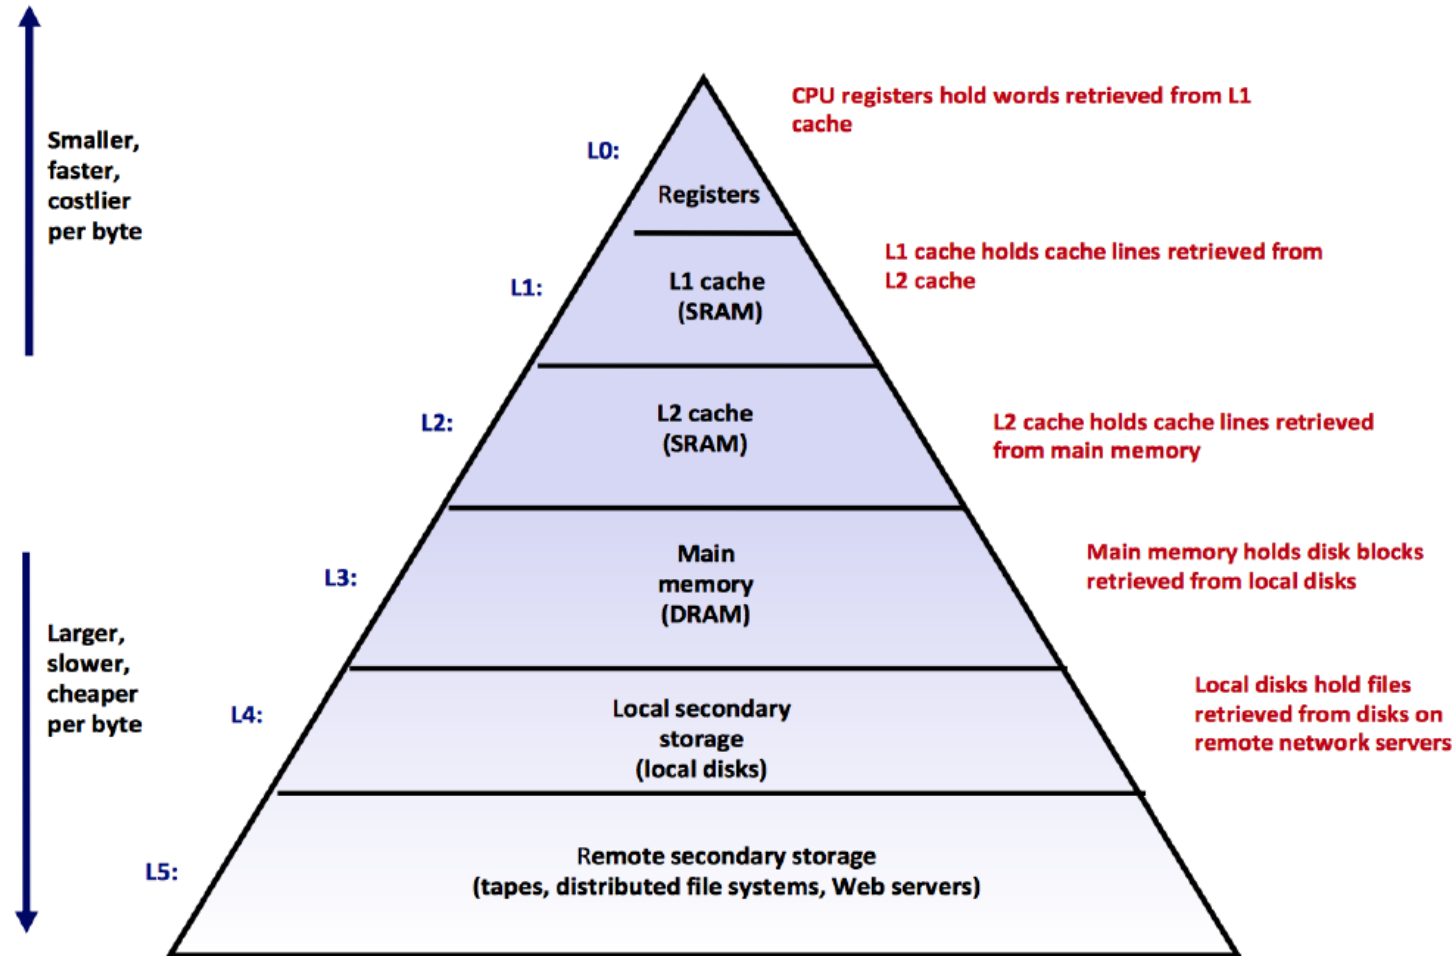 CPU registers hold words retrieved from L1
cache
Smaller,
faster,
costlier
per byte
L0:
Registers
L1 cache holds cache lines retrieved from
L2 cache
L1:
L1 cache
(SRAM)
L2:
L2 cache
(SRAM)
L2 cache holds cache lines retrieved
from main memory
L3:
Main
memory
(DRAM)
Main memory holds disk blocks
retrieved from local disks
Larger,
slower,
cheaper
per byte
L4:
Local secondary
storage
(local disks)
Local disks hold files
retrieved from disks on
remote network servers
L5:
Remote secondary storage
(tapes, distributed file systems, Web servers)